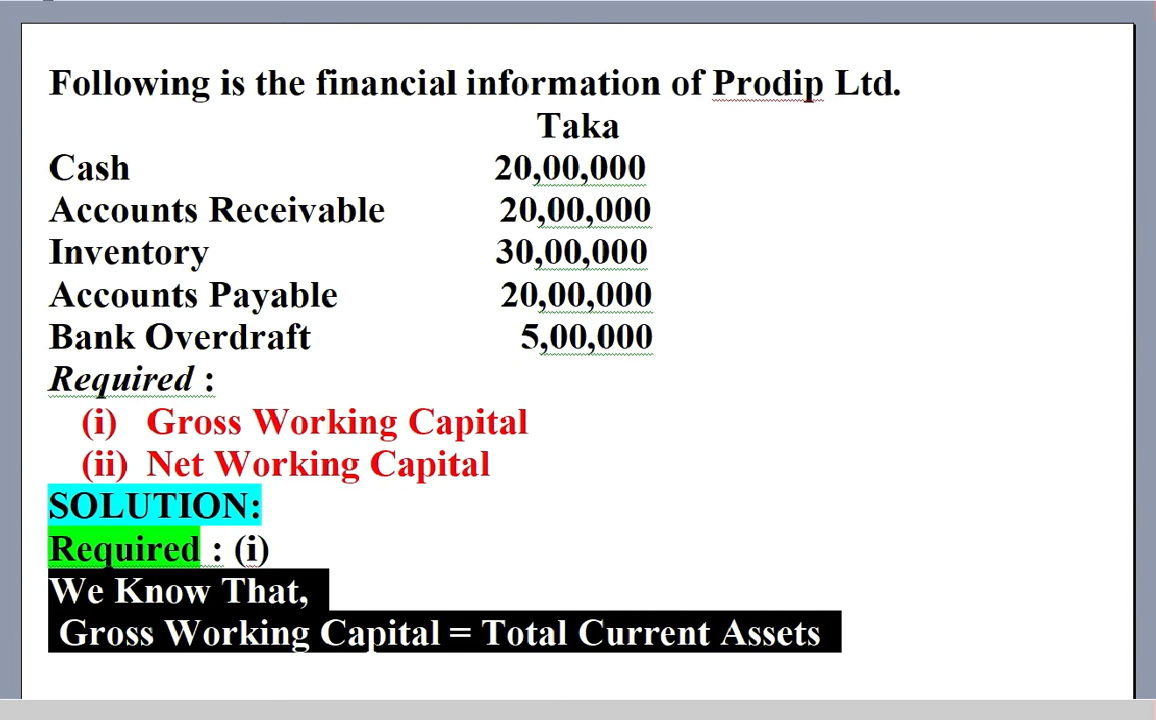 Following is the financial information of Prodip Ltd.
Taka
Cash 20,00,000
Accounts Receivable 20,00,000
Inventory 30,00,000
Accounts Payable 20,00,000
Bank Overdraft 5,00,000
Required :
(i) Gross Working Capital
(ii) Net Working Capital
SOLUTION:
Required : (i)
We Know That,
Gross Working Capital = Total Current Assets